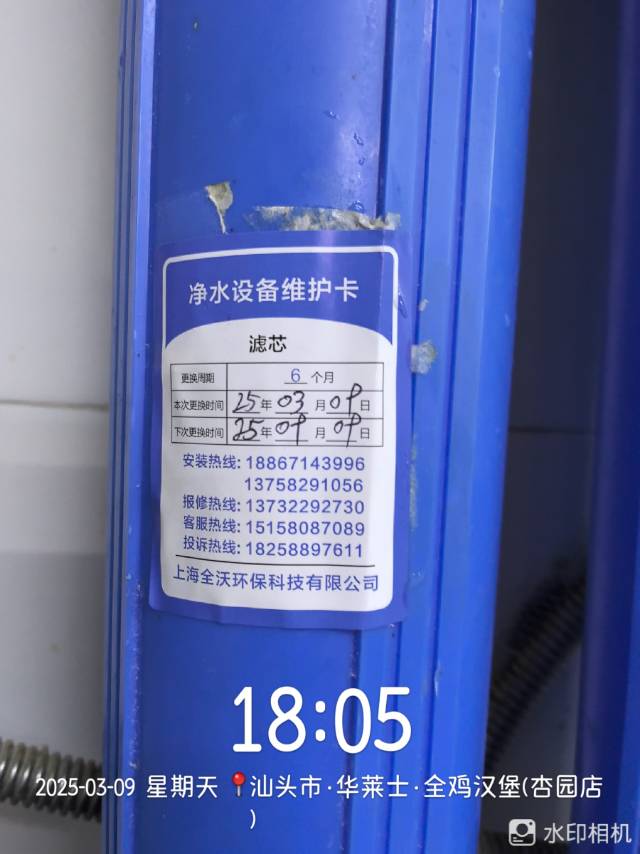 净水设备维护卡
滤芯
更换周期 6 个月
本次更换时间 25 年 03 月 09 日
下次更换时间 25 年 09 月 09 日
安装热线: 18867143996
13758291056
报修热线: 13732292730
客服热线: 15158087089
投诉热线: 18258897611
上海全沃环保科技有限公司
18:05
2025-03-09 星期天 📍汕头市·华莱士·全鸡汉堡(杏园店
)
水印相机